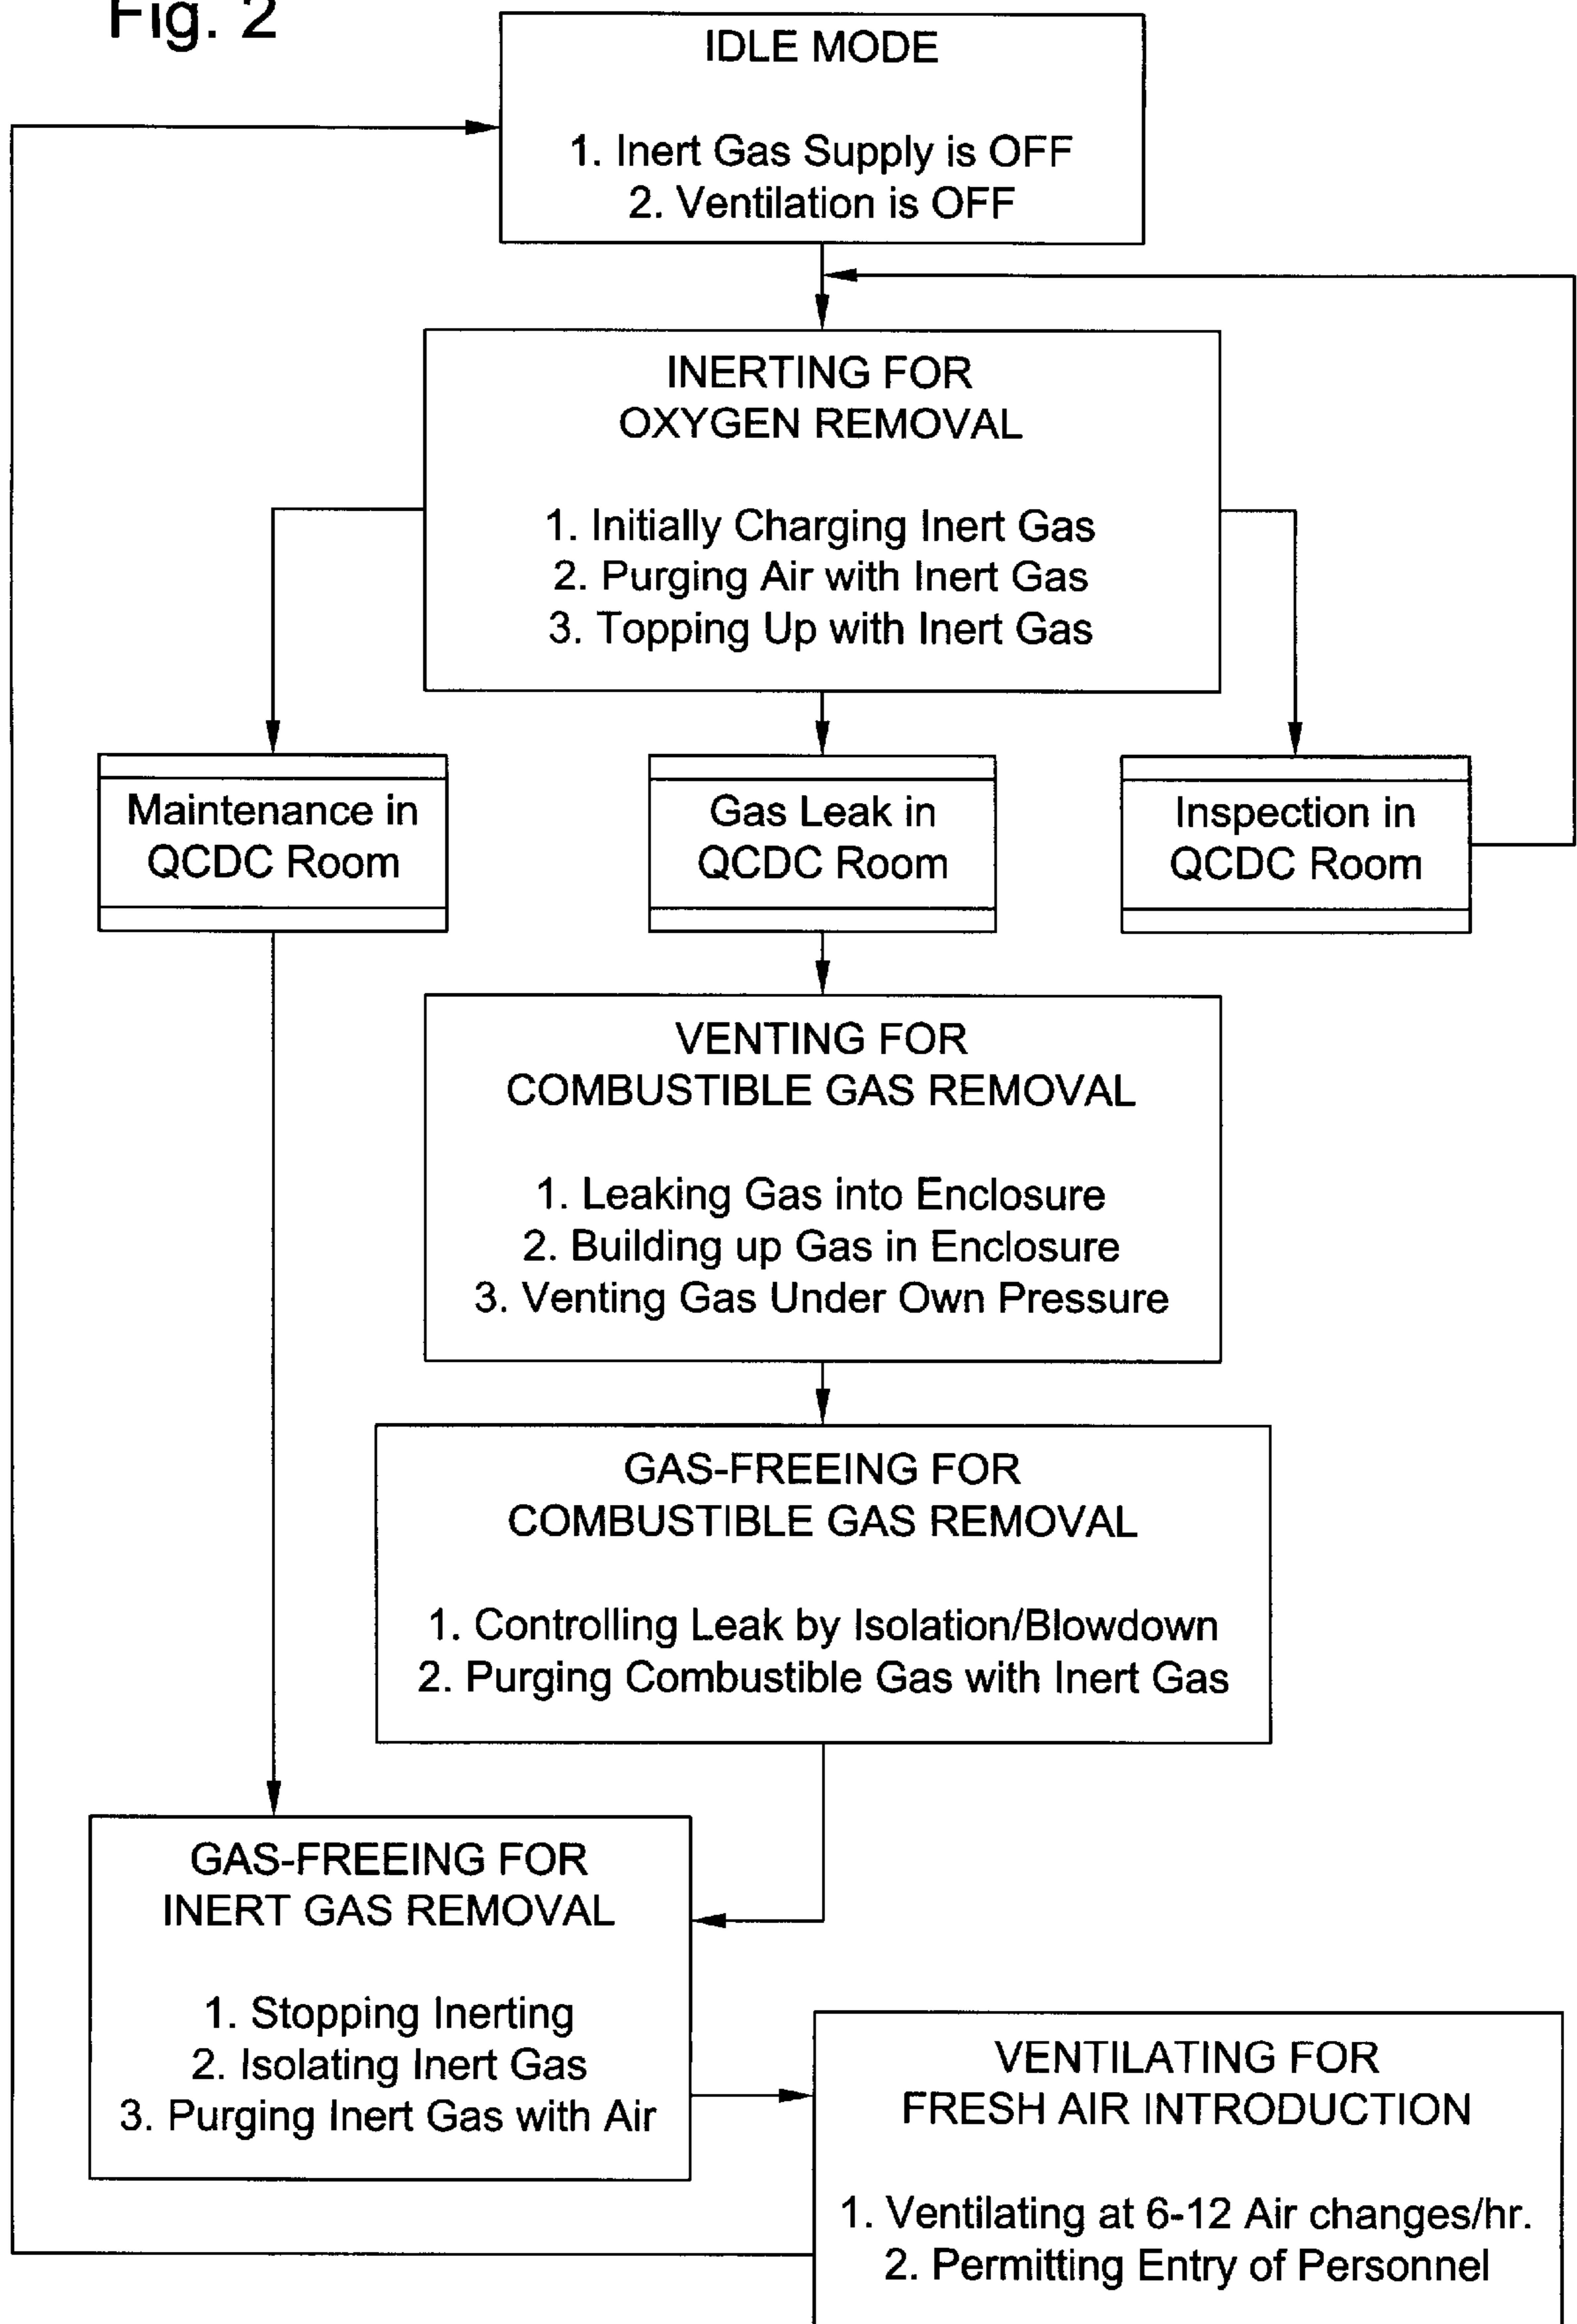 Fig. 2
IDLE MODE
1. Inert Gas Supply is OFF
2. Ventilation is OFF
INERTING FOR
OXYGEN REMOVAL
1. Initially Charging Inert Gas
2. Purging Air with Inert Gas
3. Topping Up with Inert Gas
Maintenance in
QCDC Room
Gas Leak in
QCDC Room
Inspection in
QCDC Room
VENTING FOR
COMBUSTIBLE GAS REMOVAL
1. Leaking Gas into Enclosure
2. Building up Gas in Enclosure
3. Venting Gas Under Own Pressure
GAS-FREEING FOR
COMBUSTIBLE GAS REMOVAL
1. Controlling Leak by Isolation/Blowdown
2. Purging Combustible Gas with Inert Gas
GAS-FREEING FOR
INERT GAS REMOVAL
1. Stopping Inerting
2. Isolating Inert Gas
3. Purging Inert Gas with Air
VENTILATING FOR
FRESH AIR INTRODUCTION
1. Ventilating at 6-12 Air changes/hr.
2. Permitting Entry of Personnel